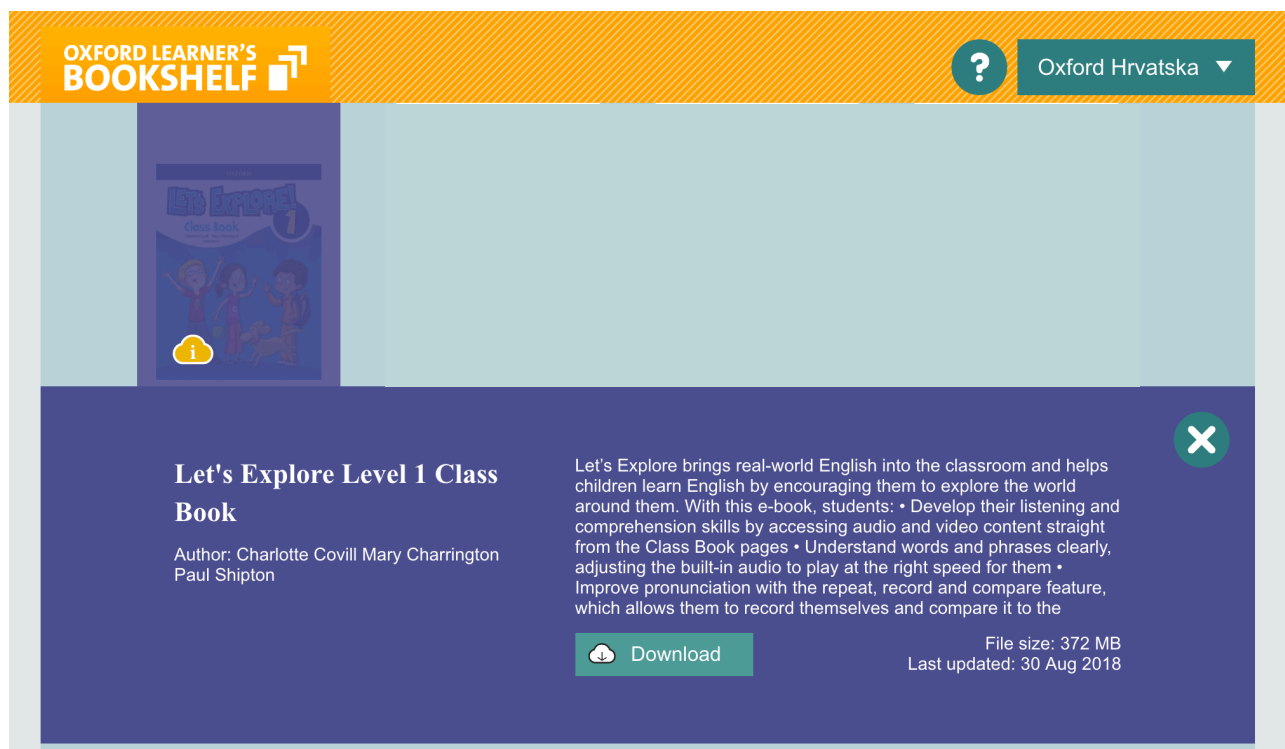 OXFORD LEARNER'S
BOOKSHELF
?
Oxford Hrvatska
LET'S EXPLORE!
1
Class Book
i
Let's Explore Level 1 Class
Book
Author: Charlotte Covill Mary Charrington
Paul Shipton
Let’s Explore brings real-world English into the classroom and helps
children learn English by encouraging them to explore the world
around them. With this e-book, students: • Develop their listening and
comprehension skills by accessing audio and video content straight
from the Class Book pages • Understand words and phrases clearly,
adjusting the built-in audio to play at the right speed for them •
Improve pronunciation with the repeat, record and compare feature,
which allows them to record themselves and compare it to the
Download
File size: 372 MB
Last updated: 30 Aug 2018